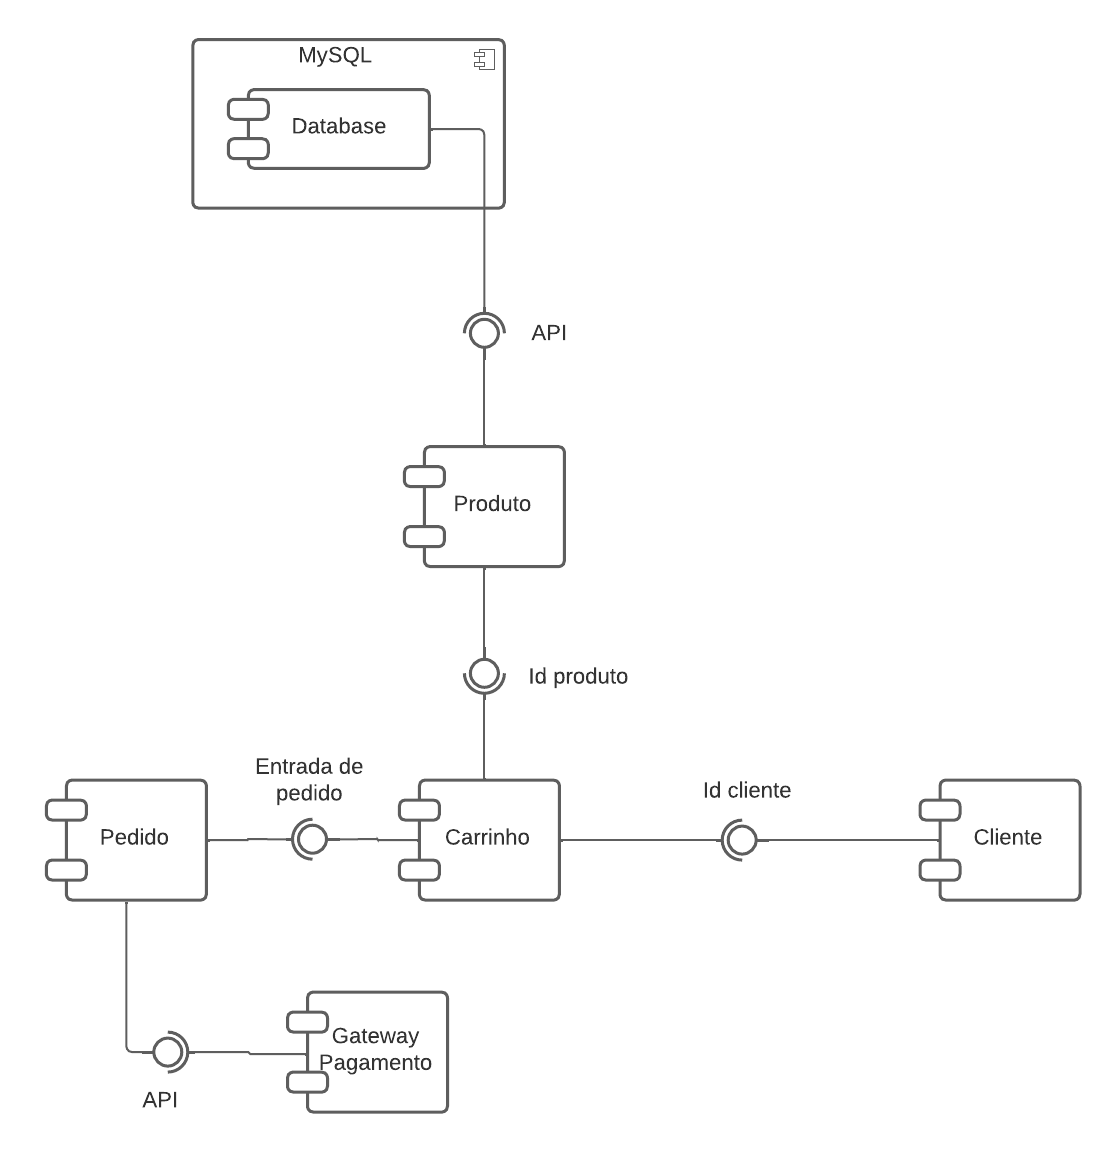 MySQL
Database
API
Produto
Id produto
Entrada de
pedido
Id cliente
Pedido
Carrinho
Cliente
Gateway
Pagamento
API